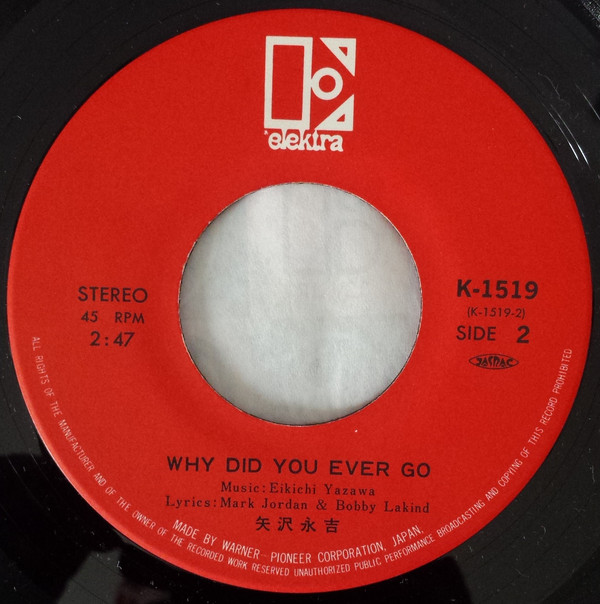 elektra
STEREO
45 RPM
2:47
K-1519
(K-1519-2)
SIDE 2
JASRAC
WHY DID YOU EVER GO
Music: Eikichi Yazawa
Lyrics: Mark Jordan & Bobby Lakind
矢沢永吉
MADE BY WARNER-PIONEER CORPORATION, JAPAN.
ALL RIGHTS OF THE MANUFACTURER AND OF THE OWNER OF THE RECORDED WORK RESERVED UNAUTHORIZED PUBLIC PERFORMANCE BROADCASTING AND COPYING OF THIS RECORD PROHIBITED